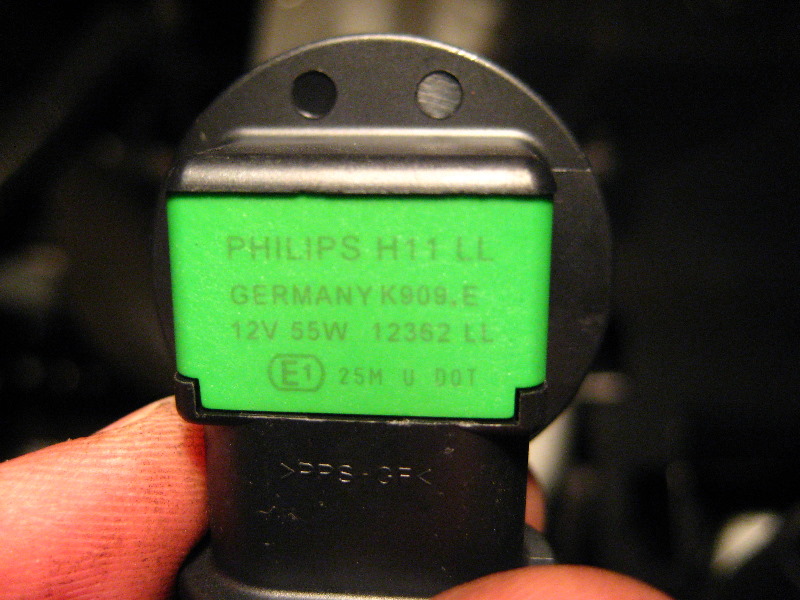 PHILIPS H11 LL
GERMANY K909.E
12V 55W 12362 LL
E1 25M U DOT
>PPS-GF<